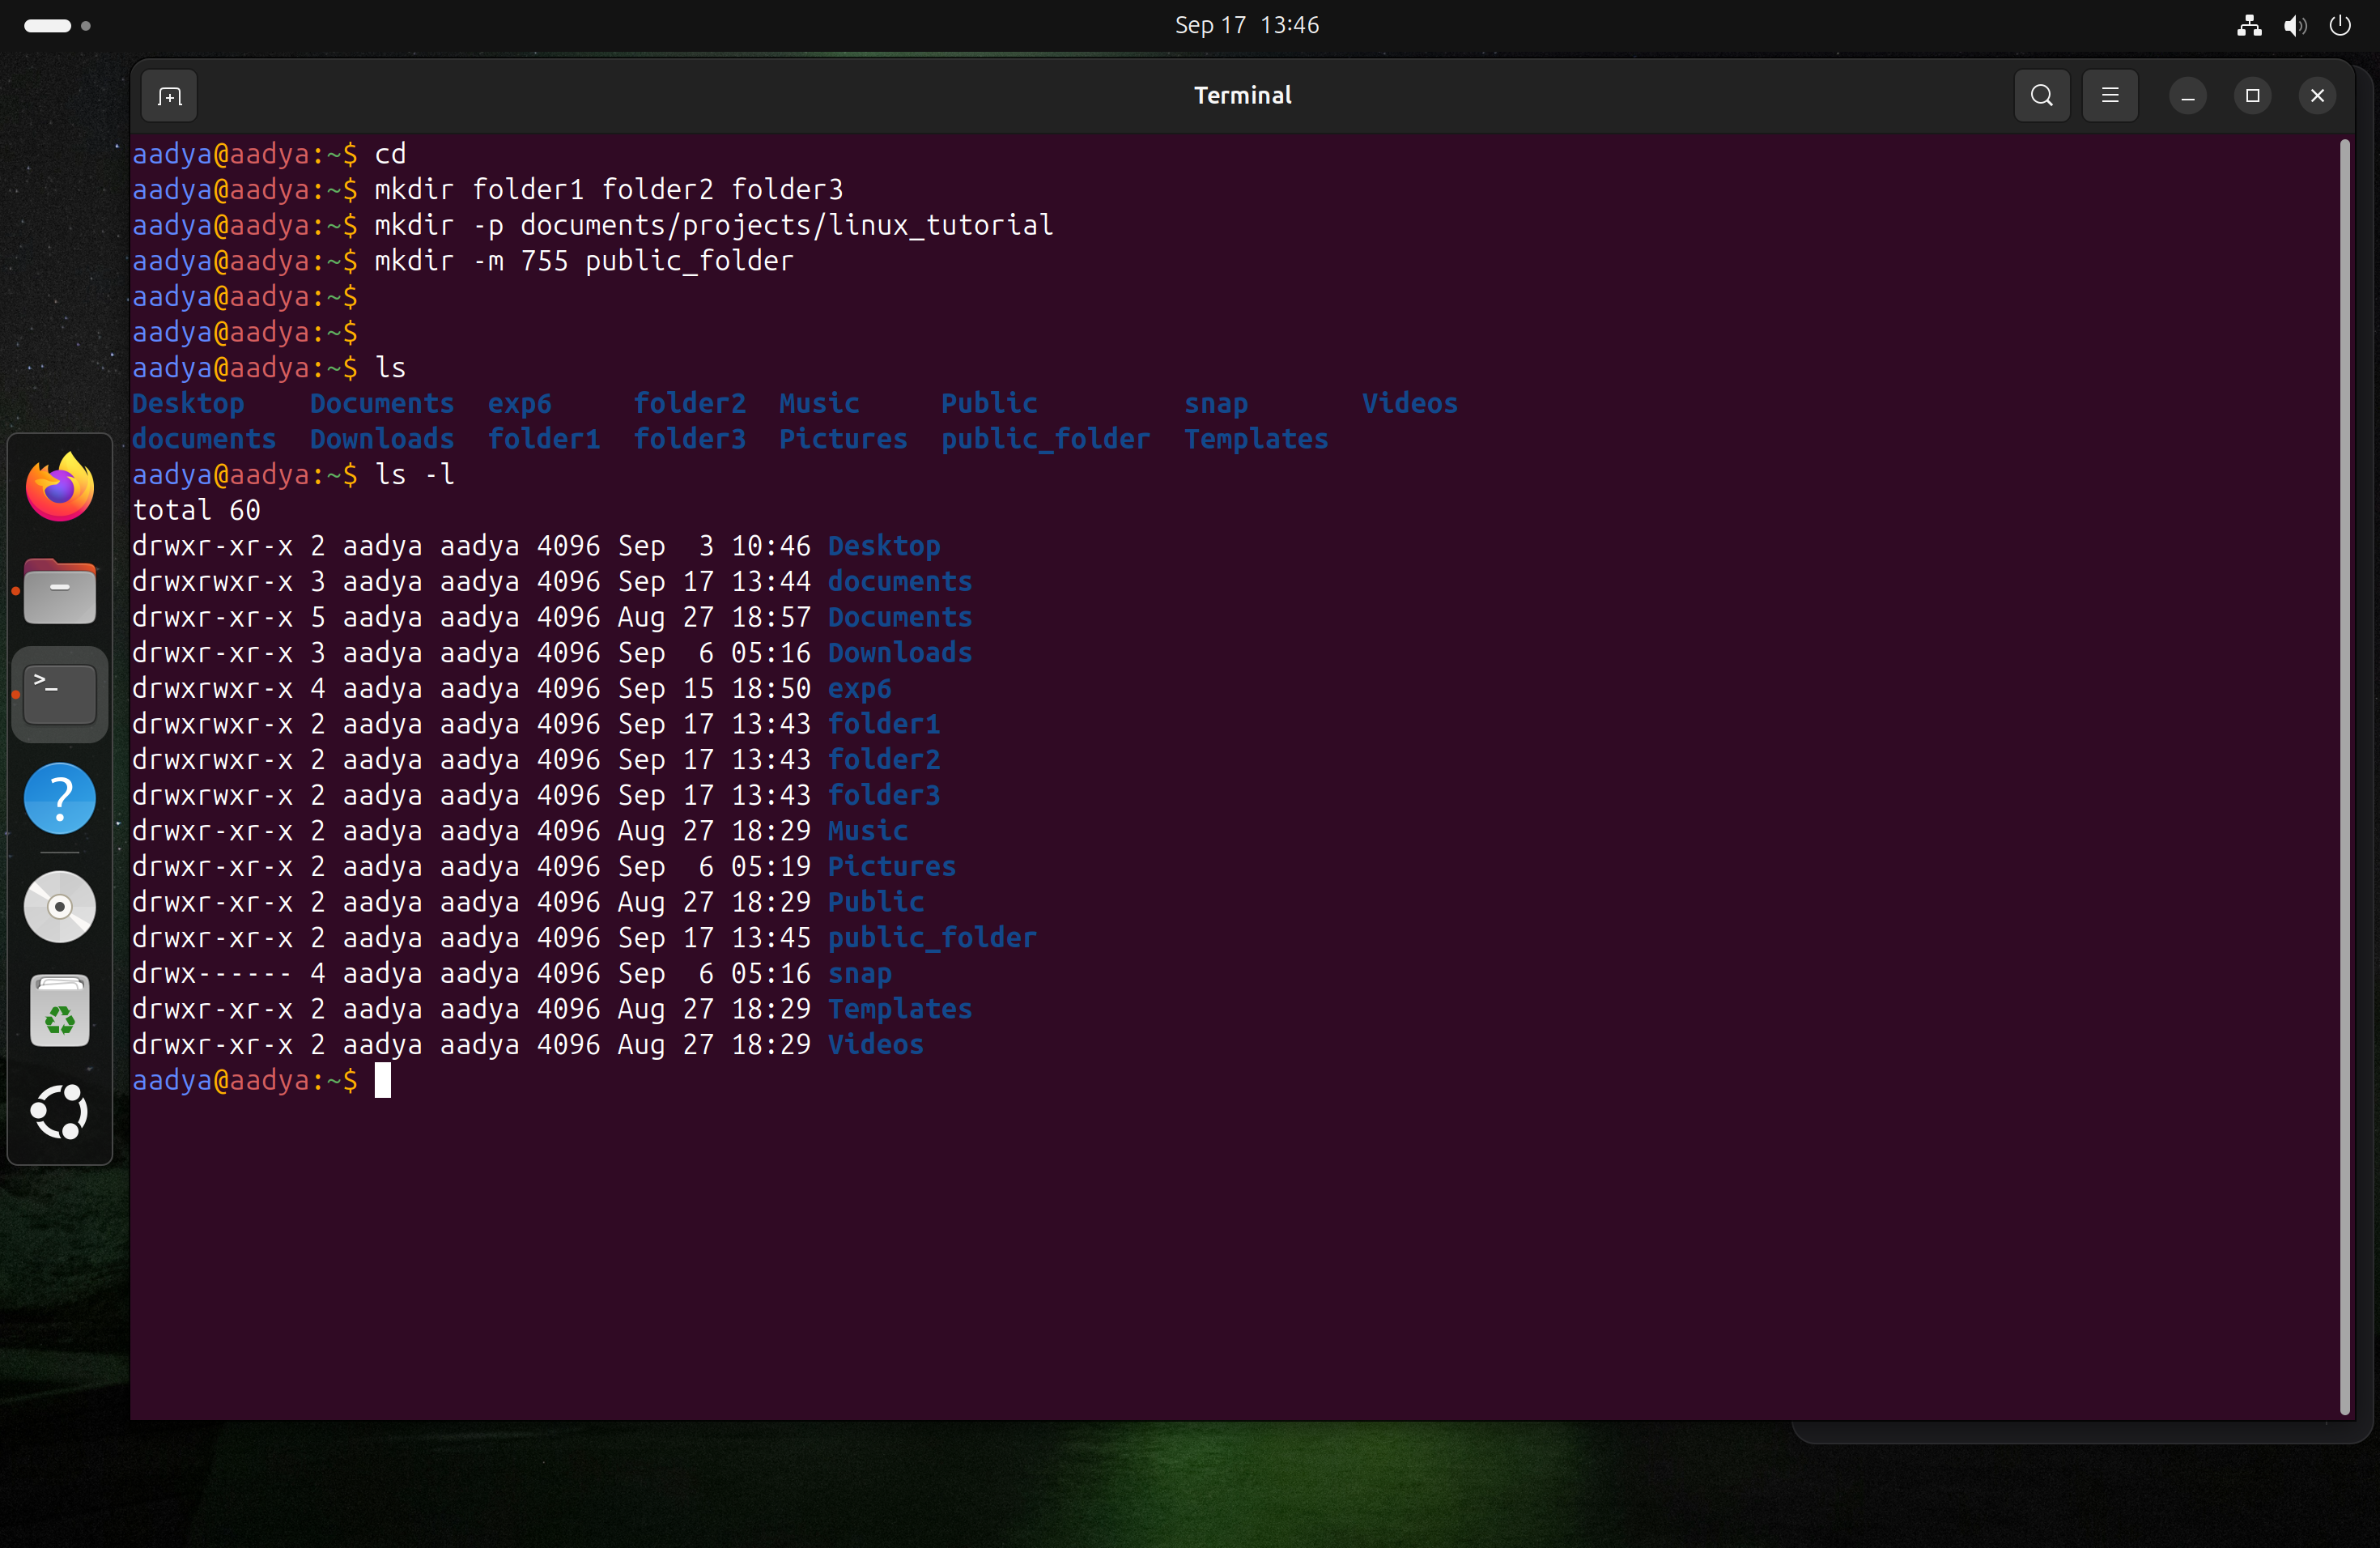 Sep 17  13:46
Terminal
aadya@aadya:~$ cd
aadya@aadya:~$ mkdir folder1 folder2 folder3
aadya@aadya:~$ mkdir -p documents/projects/linux_tutorial
aadya@aadya:~$ mkdir -m 755 public_folder
aadya@aadya:~$
aadya@aadya:~$
aadya@aadya:~$ ls
Desktop    Documents  exp6     folder2  Music     Public         snap       Videos
documents  Downloads  folder1  folder3  Pictures  public_folder  Templates
aadya@aadya:~$ ls -l
total 60
drwxr-xr-x 2 aadya aadya 4096 Sep  3 10:46 Desktop
drwxrwxr-x 3 aadya aadya 4096 Sep 17 13:44 documents
drwxr-xr-x 5 aadya aadya 4096 Aug 27 18:57 Documents
drwxr-xr-x 3 aadya aadya 4096 Sep  6 05:16 Downloads
drwxrwxr-x 4 aadya aadya 4096 Sep 15 18:50 exp6
drwxrwxr-x 2 aadya aadya 4096 Sep 17 13:43 folder1
drwxrwxr-x 2 aadya aadya 4096 Sep 17 13:43 folder2
drwxrwxr-x 2 aadya aadya 4096 Sep 17 13:43 folder3
drwxr-xr-x 2 aadya aadya 4096 Aug 27 18:29 Music
drwxr-xr-x 2 aadya aadya 4096 Sep  6 05:19 Pictures
drwxr-xr-x 2 aadya aadya 4096 Aug 27 18:29 Public
drwxr-xr-x 2 aadya aadya 4096 Sep 17 13:45 public_folder
drwx------ 4 aadya aadya 4096 Sep  6 05:16 snap
drwxr-xr-x 2 aadya aadya 4096 Aug 27 18:29 Templates
drwxr-xr-x 2 aadya aadya 4096 Aug 27 18:29 Videos
aadya@aadya:~$